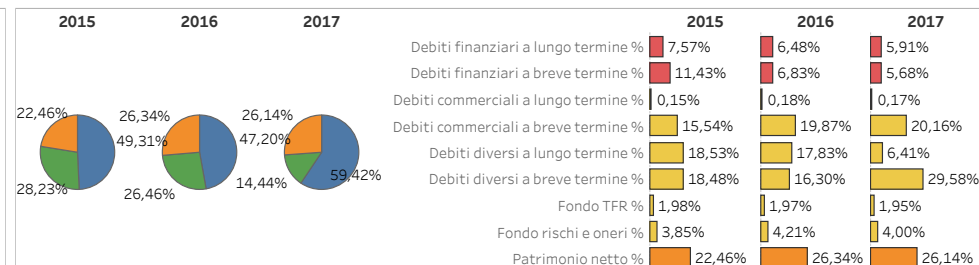 2015 2016 2017
22,46% 26,34% 26,14%
49,31% 47,20%
59,42%
28,23% 26,46% 14,44%
2015 2016 2017
Debiti finanziari a lungo termine % 7,57% 6,48% 5,91%
Debiti finanziari a breve termine % 11,43% 6,83% 5,68%
Debiti commerciali a lungo termine % 0,15% 0,18% 0,17%
Debiti commerciali a breve termine % 15,54% 19,87% 20,16%
Debiti diversi a lungo termine % 18,53% 17,83% 6,41%
Debiti diversi a breve termine % 18,48% 16,30% 29,58%
Fondo TFR % 1,98% 1,97% 1,95%
Fondo rischi e oneri % 3,85% 4,21% 4,00%
Patrimonio netto % 22,46% 26,34% 26,14%